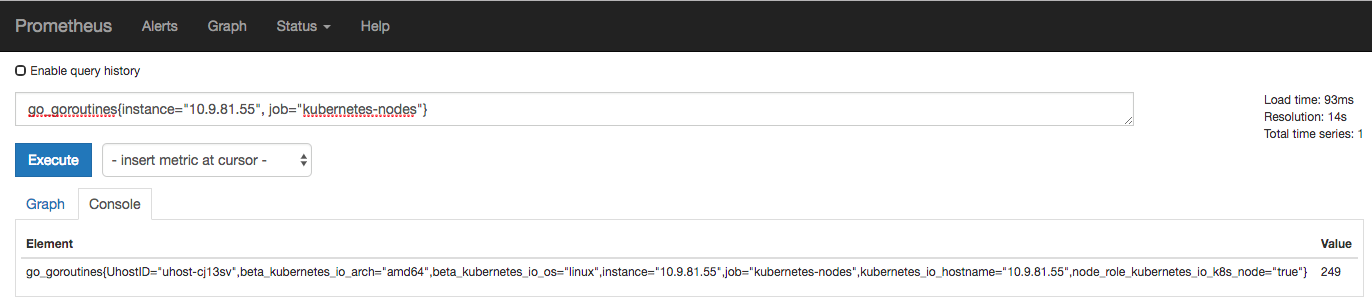 Prometheus Alerts Graph Status Help
Enable query history
go_goroutines{instance="10.9.81.55", job="kubernetes-nodes"}
Load time: 93ms
Resolution: 14s
Total time series: 1
Execute - insert metric at cursor -
Graph Console
Element Value
go_goroutines{UhostID="uhost-cj13sv",beta_kubernetes_io_arch="amd64",beta_kubernetes_io_os="linux",instance="10.9.81.55",job="kubernetes-nodes",kubernetes_io_hostname="10.9.81.55",node_role_kubernetes_io_k8s_node="true"} 249